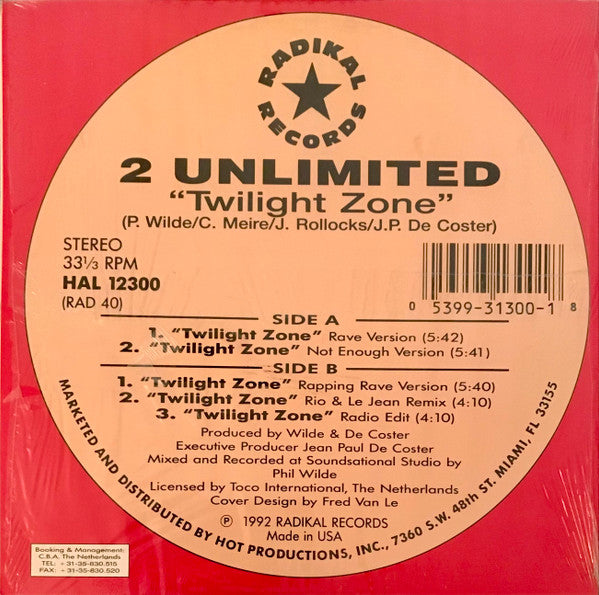 RADIKAL
RECORDS
2 UNLIMITED
"Twilight Zone"
(P. Wilde/C. Meire/J. Rollocks/J.P. De Coster)
STEREO
33⅓ RPM
HAL 12300
(RAD 40)
0 5399-31300-1 8
SIDE A
1. "Twilight Zone" Rave Version (5:42)
2. "Twilight Zone" Not Enough Version (5:41)
SIDE B
1. "Twilight Zone" Rapping Rave Version (5:40)
2. "Twilight Zone" Rio & Le Jean Remix (4:10)
3. "Twilight Zone" Radio Edit (4:10)
Produced by Wilde & De Coster
Executive Producer Jean Paul De Coster
Mixed and Recorded at Soundsational Studio by
Phil Wilde
Licensed by Toco International, The Netherlands
Cover Design by Fred Van Le
℗ 1992 RADIKAL RECORDS
Made in USA
MARKETED AND DISTRIBUTED BY HOT PRODUCTIONS, INC., 7360 S.W. 48th ST. MIAMI, FL 33155
Booking & Management:
C.B.A. The Netherlands
TEL: + 31-35-830.515
FAX: + 31-35-830.520